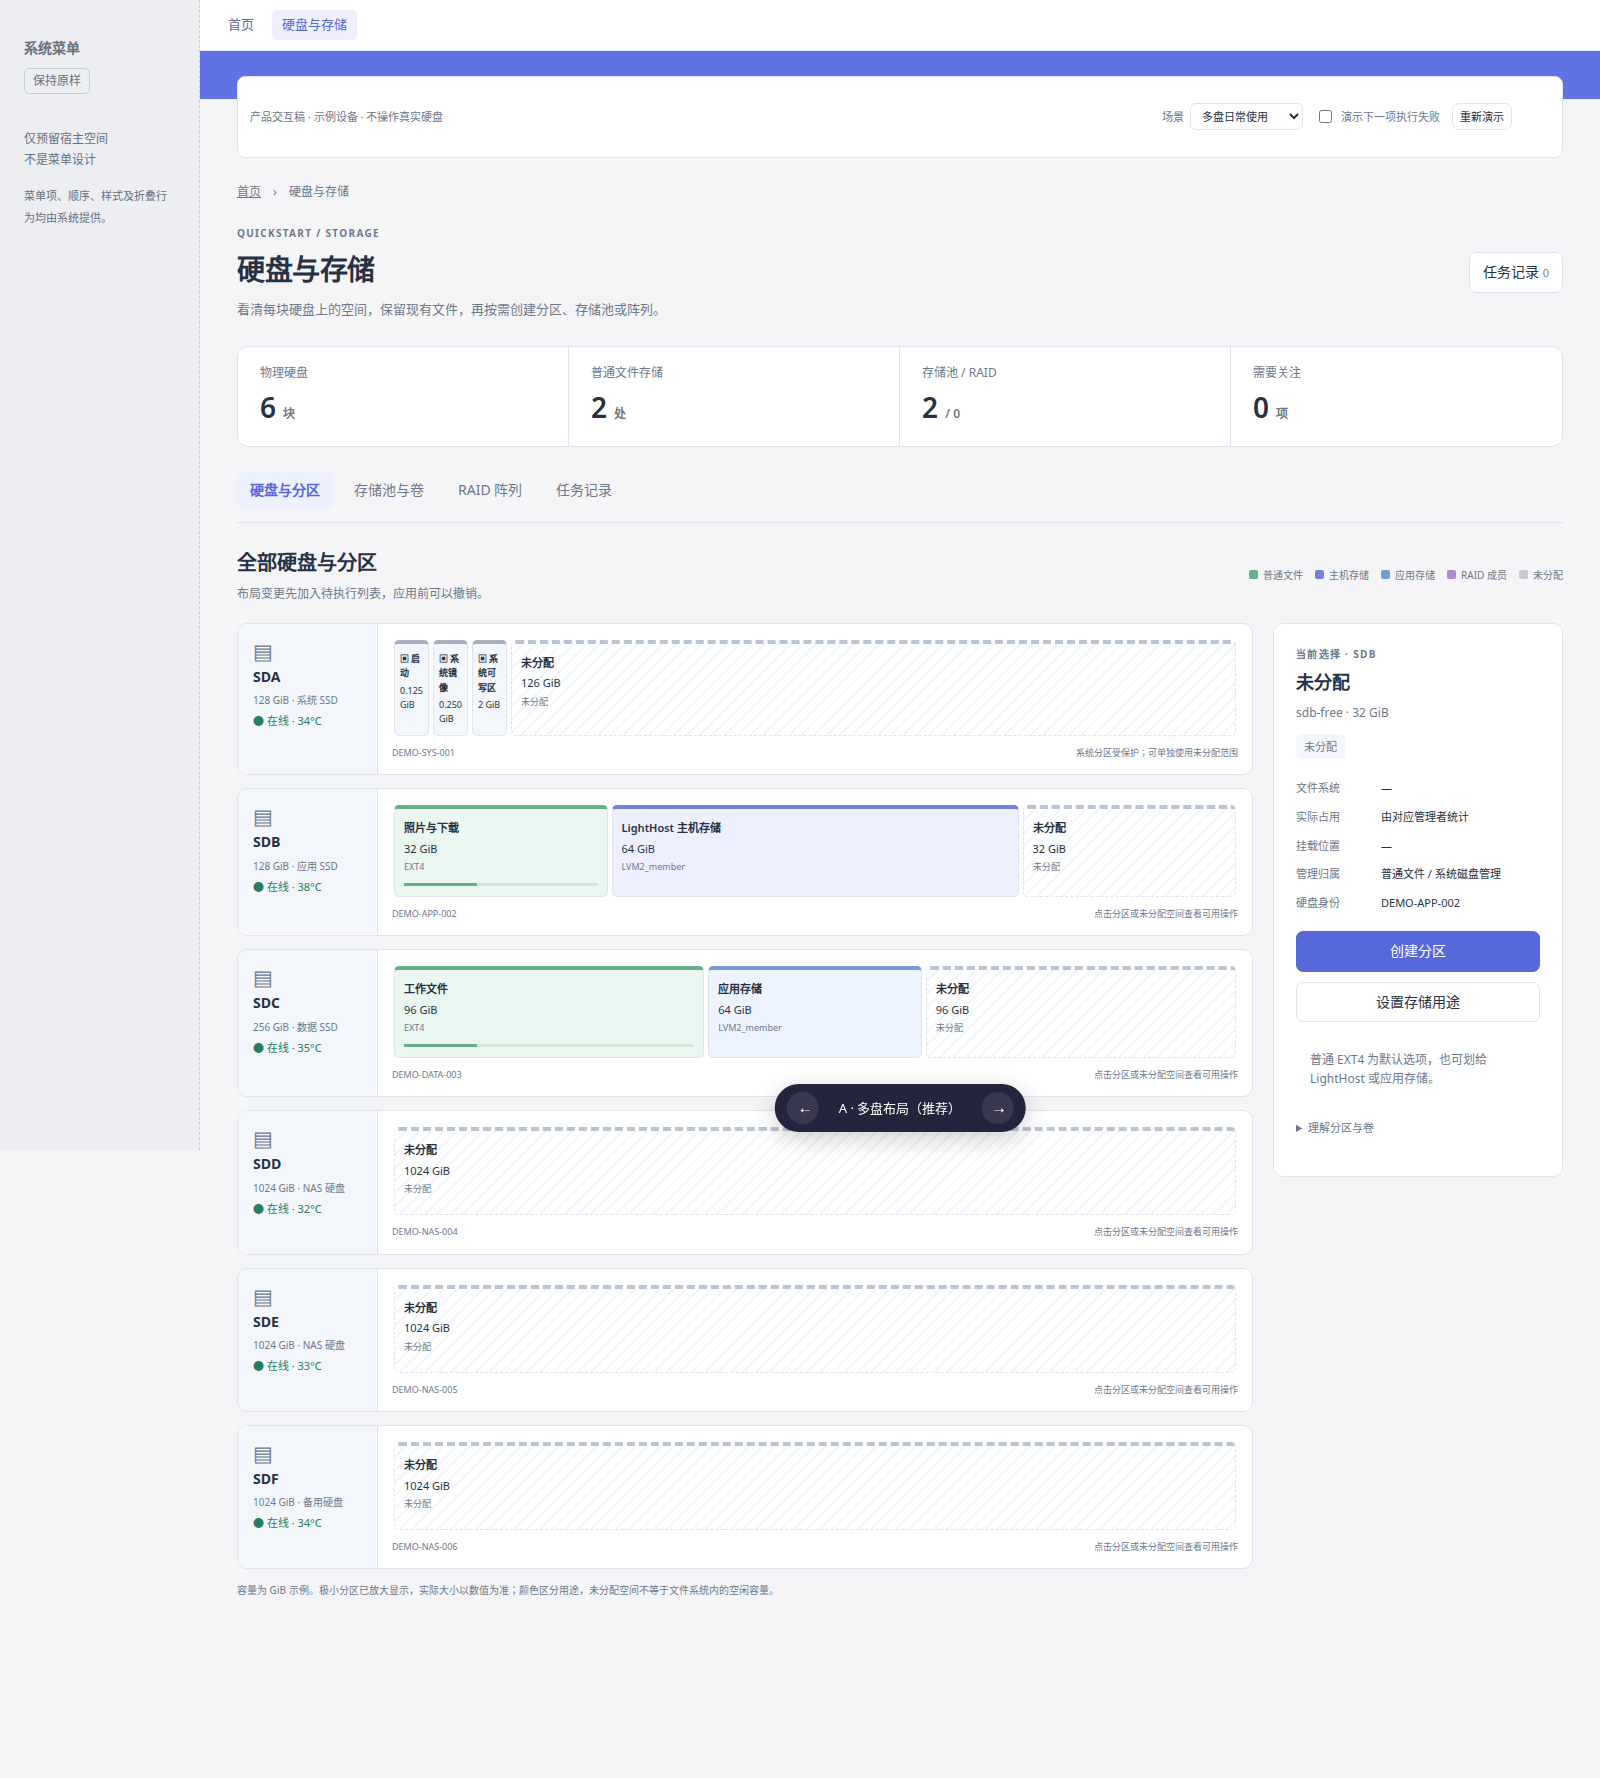 系统菜单
保持原样
仅预留宿主空间
不是菜单设计
菜单项、顺序、样式及折叠行
为均由系统提供。
首页 硬盘与存储
产品交互稿 · 示例设备 · 不操作真实硬盘
场景 多盘日常使用 演示下一项执行失败 重新演示
首页 › 硬盘与存储
QUICKSTART / STORAGE
硬盘与存储
任务记录 0
看清每块硬盘上的空间，保留现有文件，再按需创建分区、存储池或阵列。
物理硬盘
6 块
普通文件存储
2 处
存储池 / RAID
2 / 0
需要关注
0 项
硬盘与分区 存储池与卷 RAID 阵列 任务记录
全部硬盘与分区
布局变更先加入待执行列表，应用前可以撤销。
普通文件 主机存储 应用存储 RAID 成员 未分配
SDA
128 GiB · 系统 SSD
在线 · 34°C
▣ 启
动
0.125
GiB
▣ 系
统镜
像
0.250
GiB
▣ 系
统可
写区
2 GiB
未分配
126 GiB
未分配
DEMO-SYS-001
系统分区受保护；可单独使用未分配范围
SDB
128 GiB · 应用 SSD
在线 · 38°C
照片与下载
32 GiB
EXT4
LightHost 主机存储
64 GiB
LVM2_member
未分配
32 GiB
未分配
DEMO-APP-002
点击分区或未分配空间查看可用操作
SDC
256 GiB · 数据 SSD
在线 · 35°C
工作文件
96 GiB
EXT4
应用存储
64 GiB
LVM2_member
未分配
96 GiB
未分配
DEMO-DATA-003
点击分区或未分配空间查看可用操作
← A · 多盘布局（推荐） →
SDD
1024 GiB · NAS 硬盘
在线 · 32°C
未分配
1024 GiB
未分配
DEMO-NAS-004
点击分区或未分配空间查看可用操作
SDE
1024 GiB · NAS 硬盘
在线 · 33°C
未分配
1024 GiB
未分配
DEMO-NAS-005
点击分区或未分配空间查看可用操作
SDF
1024 GiB · 备用硬盘
在线 · 34°C
未分配
1024 GiB
未分配
DEMO-NAS-006
点击分区或未分配空间查看可用操作
容量为 GiB 示例。极小分区已放大显示，实际大小以数值为准；颜色区分用途，未分配空间不等于文件系统内的空闲容量。
当前选择 · SDB
未分配
sdb-free · 32 GiB
未分配
文件系统 —
实际占用 由对应管理者统计
挂载位置 —
管理归属 普通文件 / 系统磁盘管理
硬盘身份 DEMO-APP-002
创建分区
设置存储用途
普通 EXT4 为默认选项，也可划给
LightHost 或应用存储。
▶ 理解分区与卷